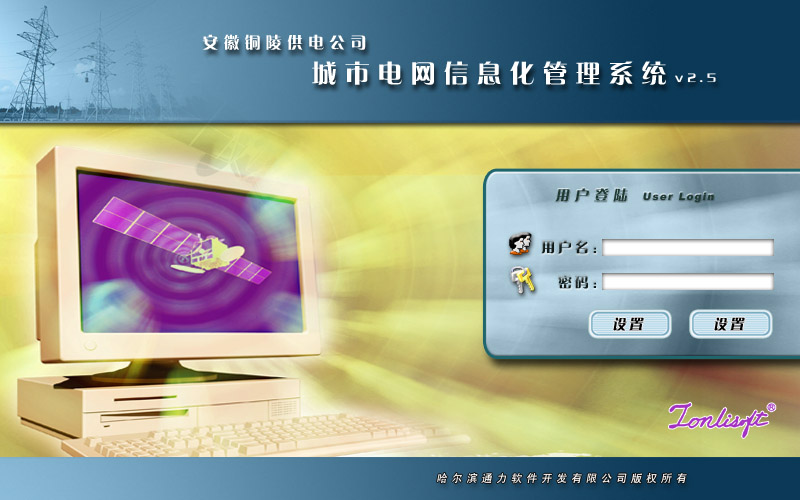 安徽铜陵供电公司
城市电网信息化管理系统 v2.5
用户登陆 User Login
用户名:
密码:
设置 设置
Tonlisoft®
哈尔滨通力软件开发有限公司版权所有